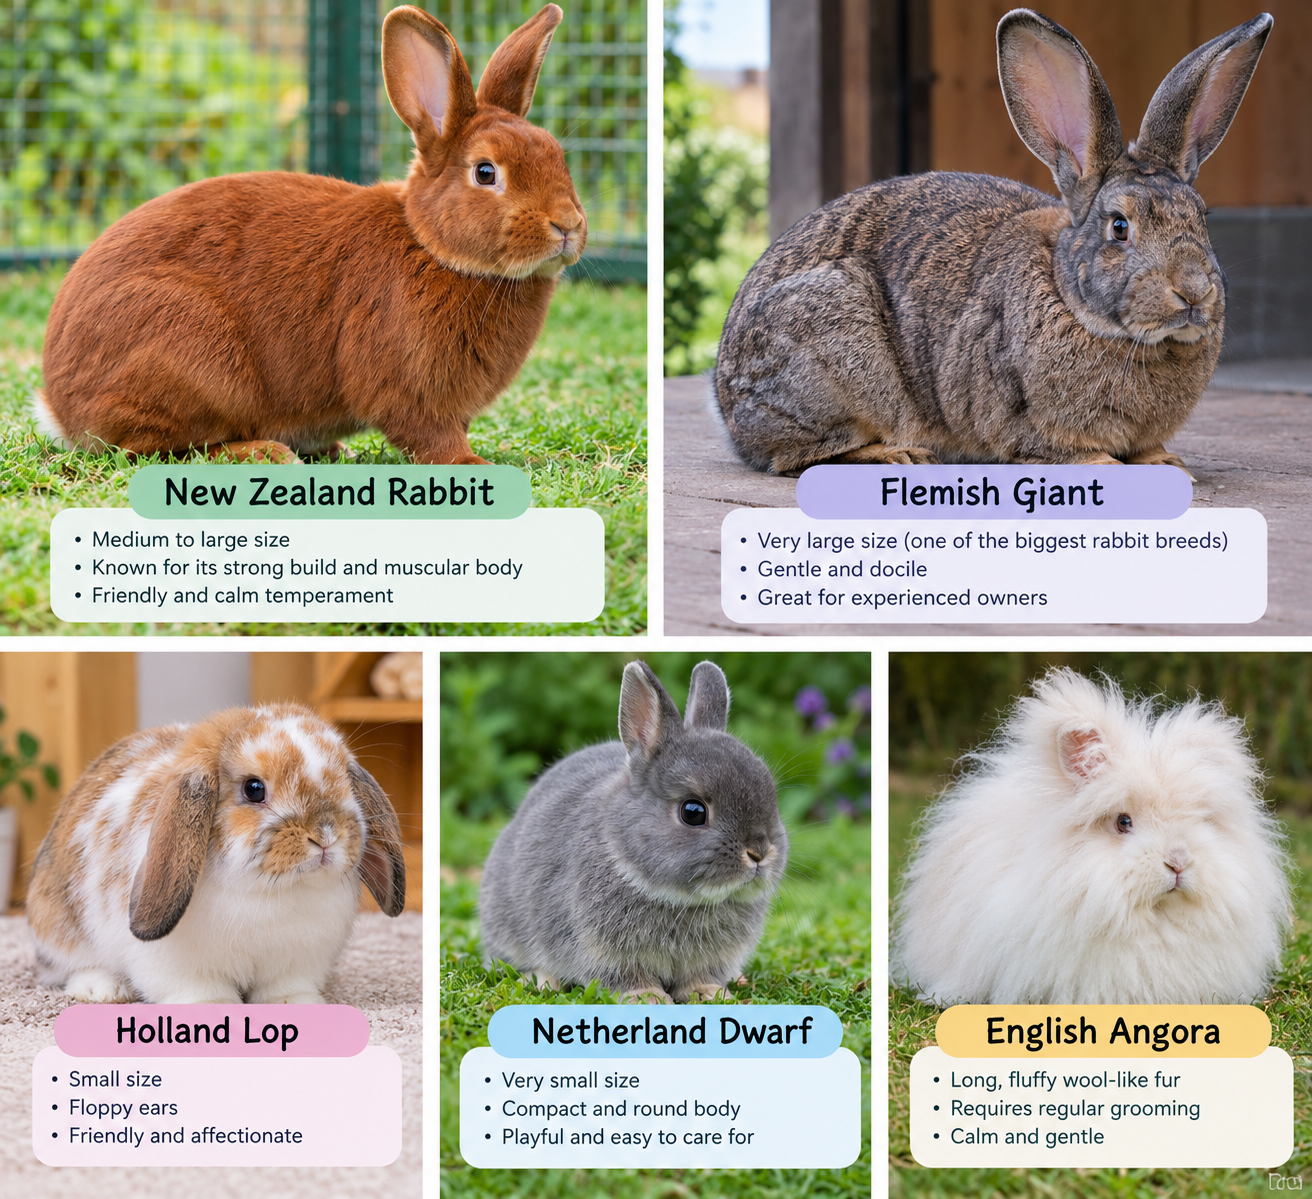 New Zealand Rabbit
• Medium to large size
• Known for its strong build and muscular body
• Friendly and calm temperament
Flemish Giant
• Very large size (one of the biggest rabbit breeds)
• Gentle and docile
• Great for experienced owners
Holland Lop
• Small size
• Floppy ears
• Friendly and affectionate
Netherland Dwarf
• Very small size
• Compact and round body
• Playful and easy to care for
English Angora
• Long, fluffy wool-like fur
• Requires regular grooming
• Calm and gentle